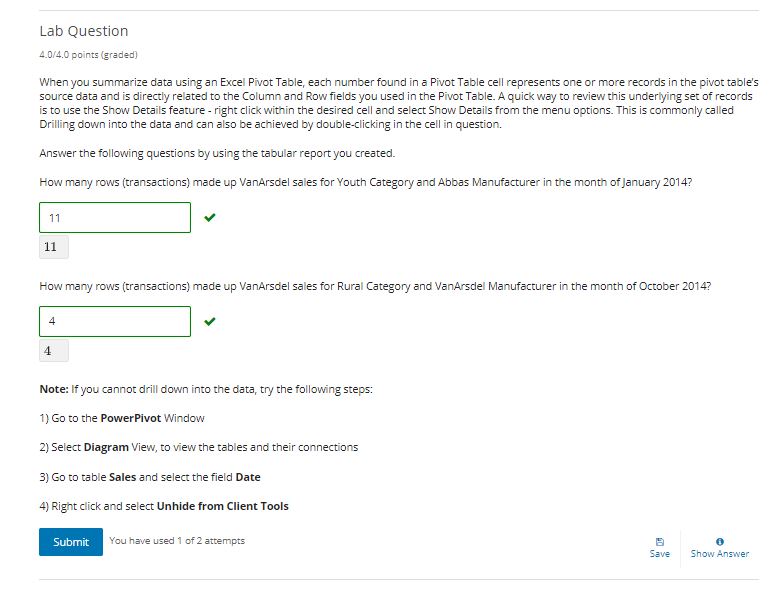 Lab Question
4.0/4.0 points (graded)
When you summarize data using an Excel Pivot Table, each number found in a Pivot Table cell represents one or more records in the pivot table's
source data and is directly related to the Column and Row fields you used in the Pivot Table. A quick way to review this underlying set of records
is to use the Show Details feature - right click within the desired cell and select Show Details from the menu options. This is commonly called
Drilling down into the data and can also be achieved by double-clicking in the cell in question.
Answer the following questions by using the tabular report you created.
How many rows (transactions) made up VanArsdel sales for Youth Category and Abbas Manufacturer in the month of January 2014?
11
11
How many rows (transactions) made up VanArsdel sales for Rural Category and VanArsdel Manufacturer in the month of October 2014?
4
4
Note: If you cannot drill down into the data, try the following steps:
1) Go to the PowerPivot Window
2) Select Diagram View, to view the tables and their connections
3) Go to table Sales and select the field Date
4) Right click and select Unhide from Client Tools
Submit You have used 1 of 2 attempts
Save Show Answer